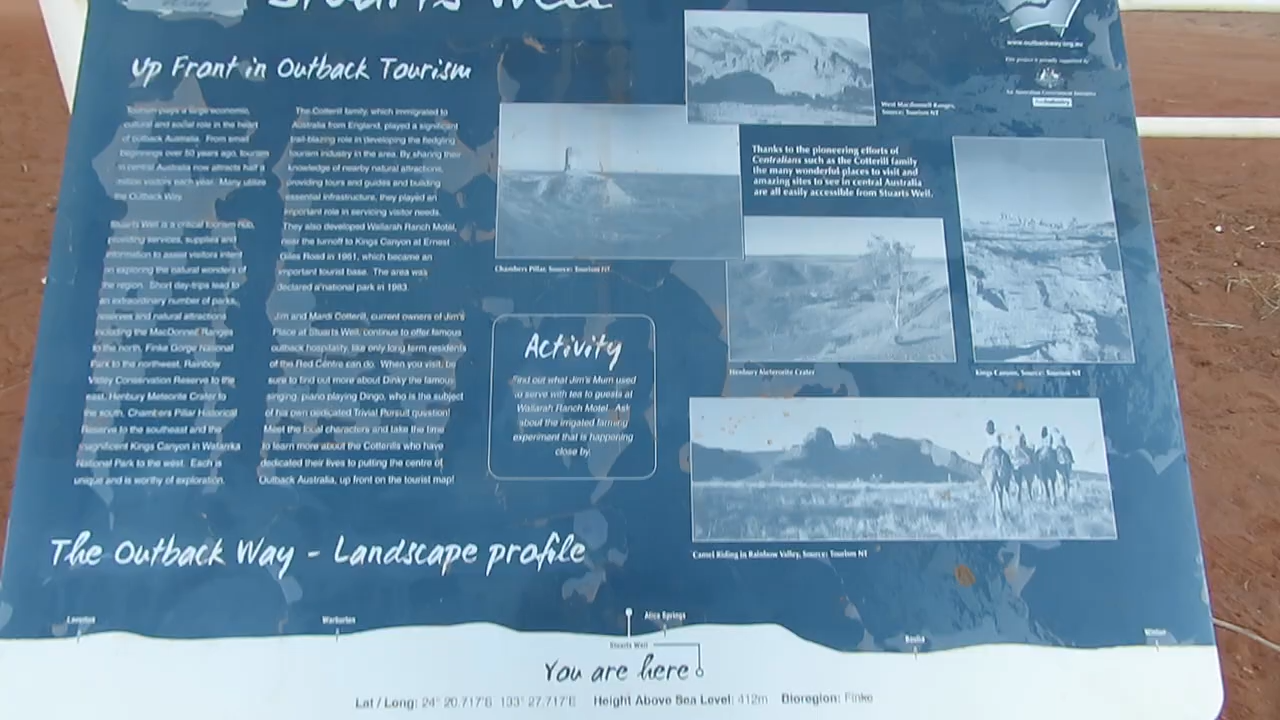 Stuarts Well
Up Front in Outback Tourism
Tourism plays a large economic,
cultural and social role in the heart
of outback Australia. From small
beginnings over 50 years ago, tourism
in central Australia now attracts half a
million visitors each year. Many utilise
the Outback Way.
Stuarts Well is a critical tourism hub,
providing services, supplies and
information to assist visitors intent
on exploring the natural wonders of
the region. Short day-trips lead to
an extraordinary number of parks,
reserves and natural attractions
including the MacDonnell Ranges
to the north, Finke Gorge National
Park to the northwest, Rainbow
Valley Conservation Reserve to the
east, Henbury Meteorite Crater to
the south, Chambers Pillar Historical
Reserve to the southeast and the
magnificent Kings Canyon in Watarrka
National Park to the west. Each is
unique and is worthy of exploration.
The Cotterill family, which immigrated to
Australia from England, played a significant
trail-blazing role in developing the fledgling
tourism industry in the area. By sharing their
knowledge of nearby natural attractions,
providing tours and guides and building
essential infrastructure, they played an
important role in servicing visitor needs.
They also developed Wallarah Ranch Motel,
near the turnoff to Kings Canyon at Ernest
Giles Road in 1961, which became an
important tourist base. The area was
declared a national park in 1983.
Jim and Mardi Cotterill, current owners of Jim's
Place at Stuarts Well, continue to offer famous
outback hospitality, like only long term residents
of the Red Centre can do. When you visit, be
sure to find out more about Dinky the famous
singing, piano playing Dingo, who is the subject
of his own dedicated Trivial Pursuit question!
Meet the local characters and take the time
to learn more about the Cotterills who have
dedicated their lives to putting the centre of
Outback Australia, up front on the tourist map!
Activity
Find out what Jim's Mum used
to serve with tea to guests at
Wallarah Ranch Motel. Ask
about the irrigated farming
experiment that is happening
close by.
West MacDonnell Ranges,
Source: Tourism NT
Chambers Pillar, Source: Tourism NT
Thanks to the pioneering efforts of
Centralians such as the Cotterill family
the many wonderful places to visit and
amazing sites to see in central Australia
are all easily accessible from Stuarts Well.
Henbury Meteorite Crater
Kings Canyon, Source: Tourism NT
Camel Riding in Rainbow Valley, Source: Tourism NT
www.outbackway.org.au
This project is proudly supported by
An Australian Government Initiative
The Outback Way - Landscape profile
Laverton
Warburton
Alice Springs
Stuarts Well
Boulia
Winton
You are here
Lat / Long: 24° 20.717'S 133° 27.717'E Height Above Sea Level: 412m Bioregion: Finke